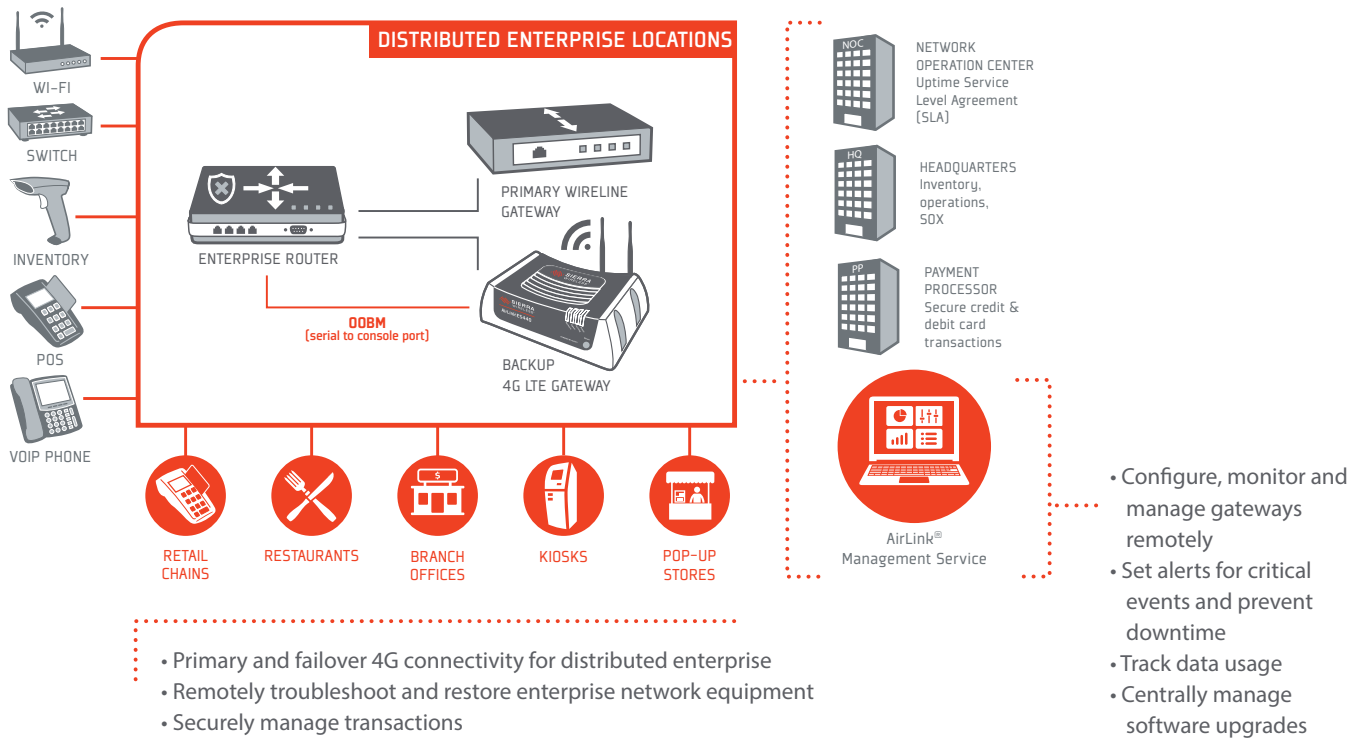 DISTRIBUTED ENTERPRISE LOCATIONS
WI-FI
SWITCH
INVENTORY
POS
VOIP PHONE
PRIMARY WIRELINE
GATEWAY
ENTERPRISE ROUTER
OOBM
(serial to console port)
SIERRA
WIRELESS
SIERRA
WIRELESS
BACKUP
4G LTE GATEWAY
$
RETAIL
CHAINS
RESTAURANTS
BRANCH
OFFICES
KIOSKS
POP-UP
STORES
NOC
NETWORK
OPERATION CENTER
Uptime Service
Level Agreement
(SLA)
HQ
HEADQUARTERS
Inventory,
operations,
SOX
PP
PAYMENT
PROCESSOR
Secure credit &
debit card
transactions
AirLink®
Management Service
• Configure, monitor and
manage gateways
remotely
• Set alerts for critical
events and prevent
downtime
• Track data usage
• Centrally manage
software upgrades
• Primary and failover 4G connectivity for distributed enterprise
• Remotely troubleshoot and restore enterprise network equipment
• Securely manage transactions